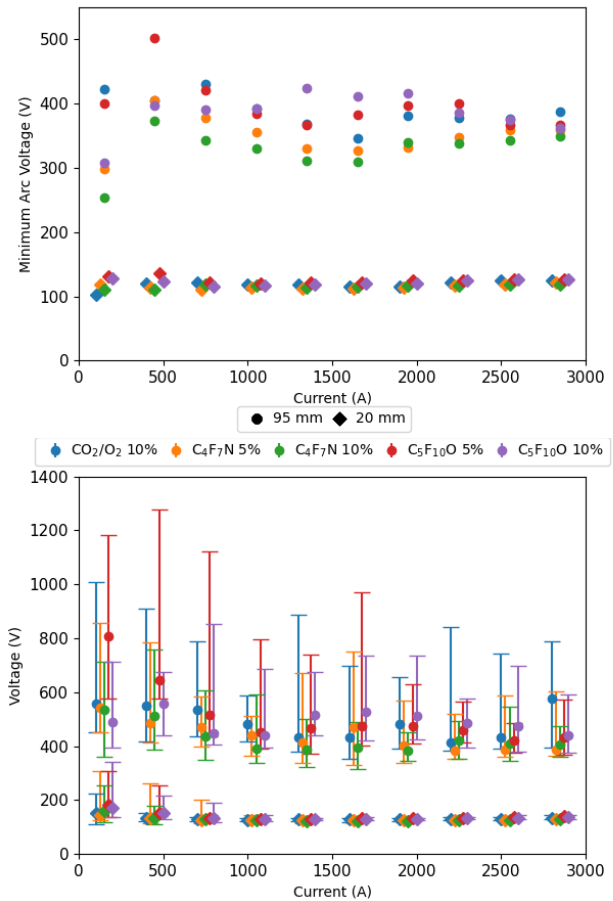 500
400
300
200
100
0
Minimum Arc Voltage (V)
0 500 1000 1500 2000 2500 3000
Current (A)
95 mm 20 mm
CO₂/O₂ 10% C₄F₇N 5% C₄F₇N 10% C₅F₁₀O 5% C₅F₁₀O 10%
1400
1200
1000
800
600
400
200
0
Voltage (V)
0 500 1000 1500 2000 2500 3000
Current (A)